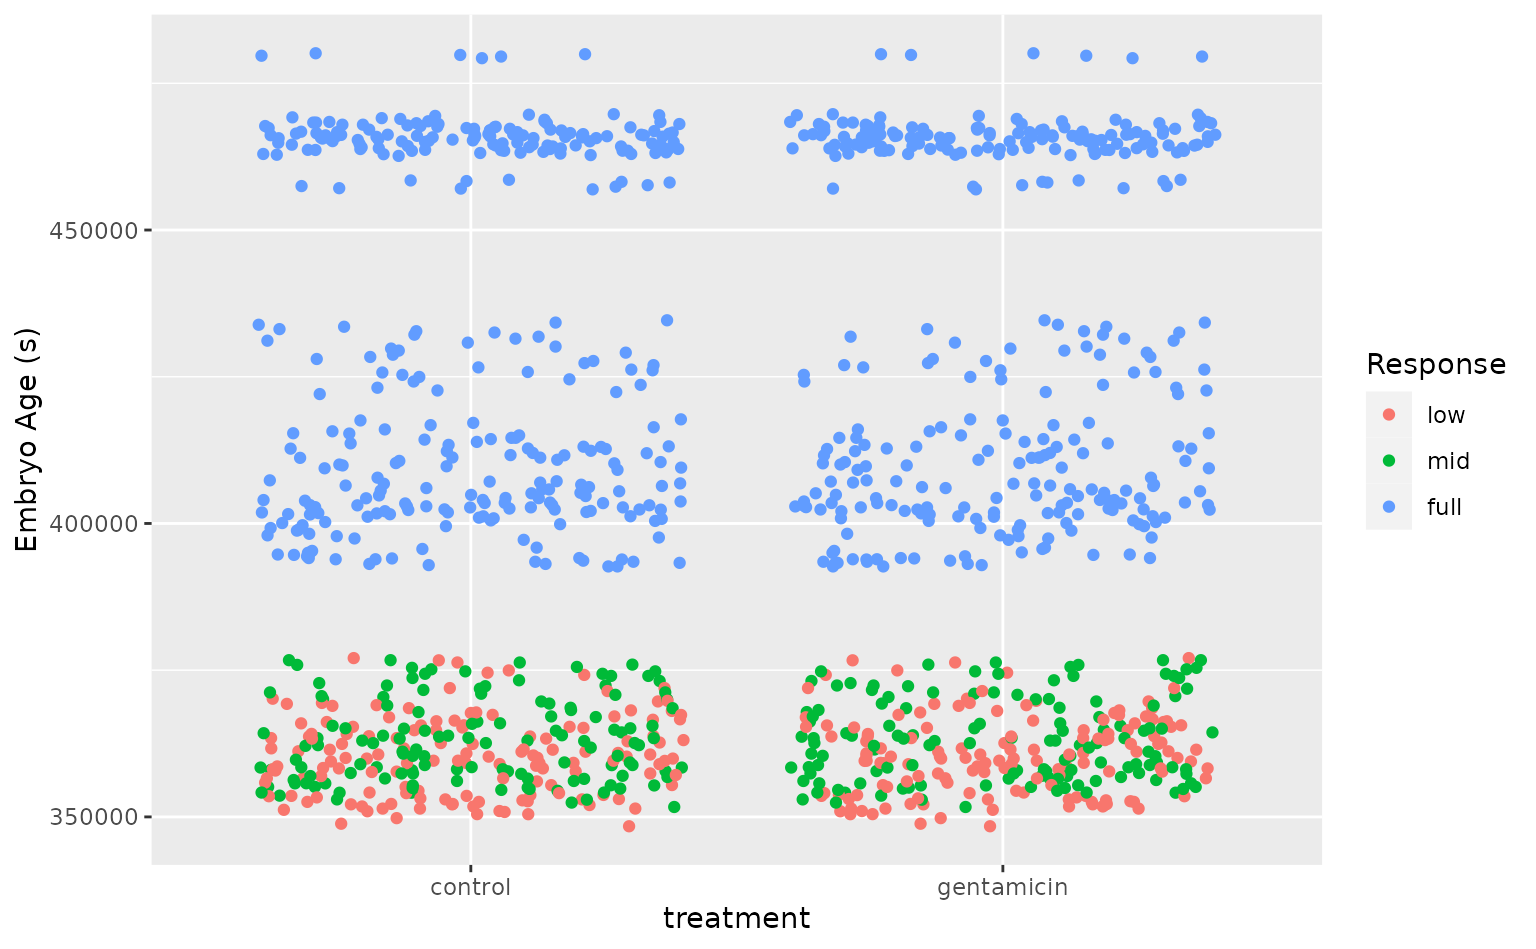 Embryo Age (s)
450000
400000
350000
control
gentamicin
treatment
Response
low
mid
full